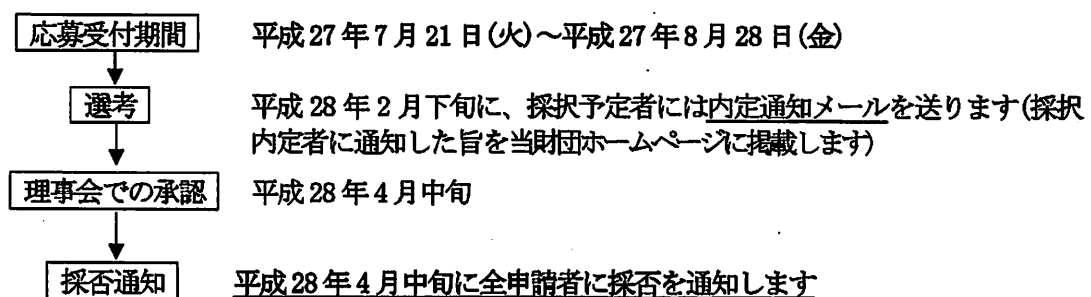 応募受付期間 平成27年7月21日(火)~平成27年8月28日(金)
選考 平成28年2月下旬に、採択予定者には内定通知メールを送ります(採択
内定者に通知した旨を当財団ホームページに掲載します)
理事会での承認 平成28年4月中旬
採否通知 平成28年4月中旬に全申請者に採否を通知します